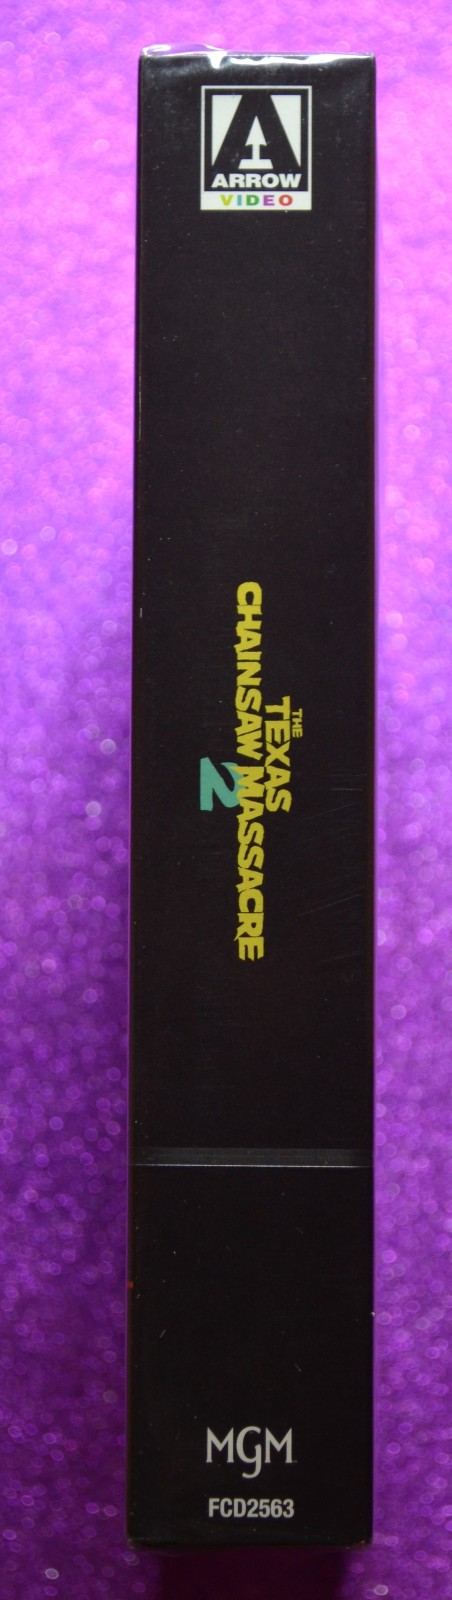 A
ARROW
VIDEO
THE
TEXAS
CHAINSAW MASSACRE
2
MGM
FCD2563